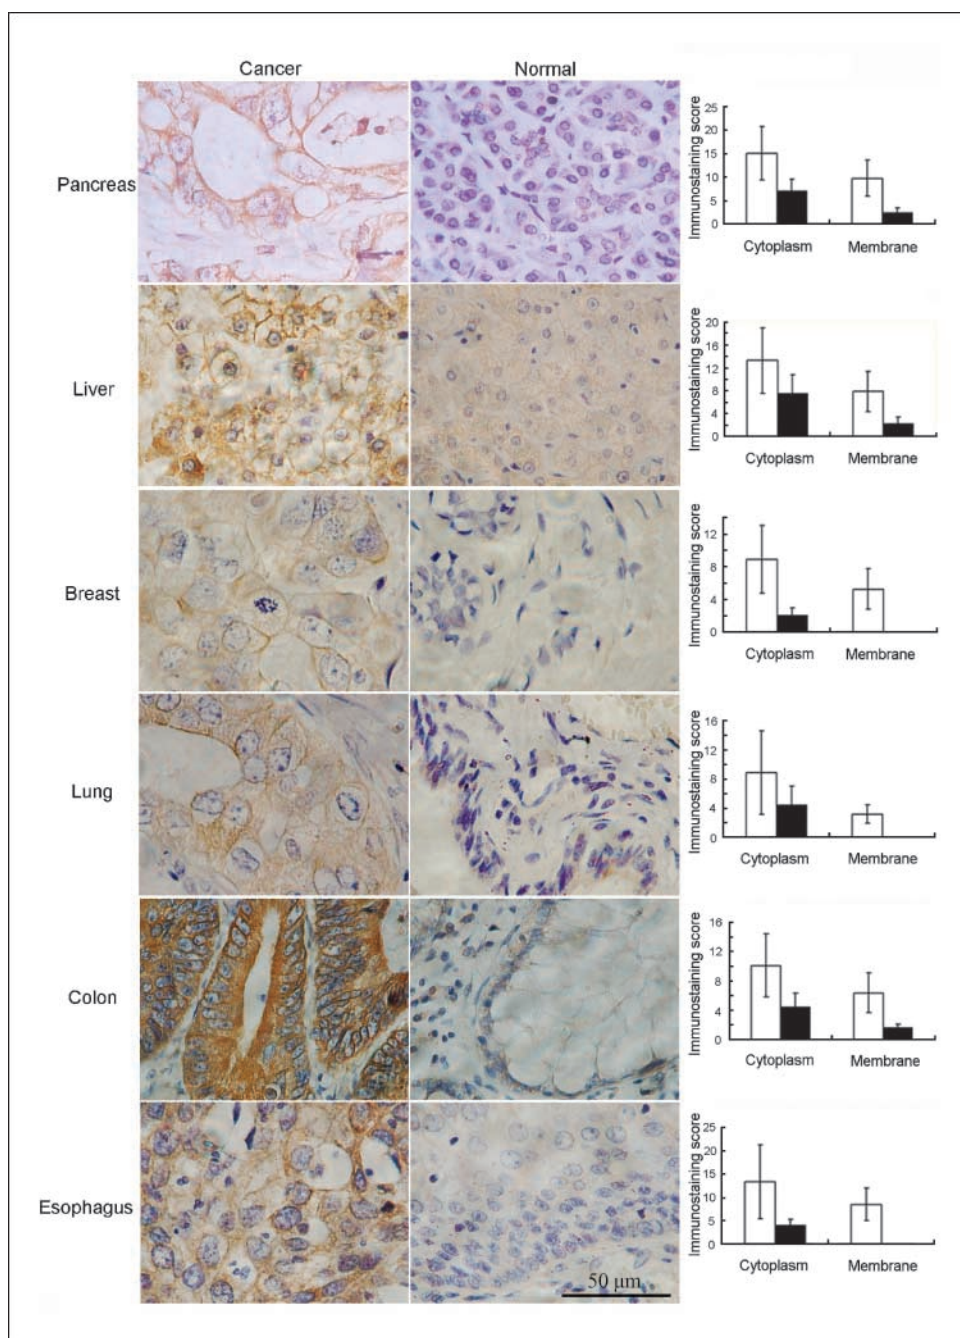 Cancer Normal
Pancreas
Immunostaining score
25
20
15
10
5
0
Cytoplasm Membrane
Liver
Immunostaining score
20
16
12
8
4
0
Cytoplasm Membrane
Breast
Immunostaining score
12
8
4
0
Cytoplasm Membrane
Lung
Immunostaining score
16
12
8
4
0
Cytoplasm Membrane
Colon
Immunostaining score
16
12
8
4
0
Cytoplasm Membrane
Esophagus
Immunostaining score
25
20
15
10
5
0
Cytoplasm Membrane
50 μm